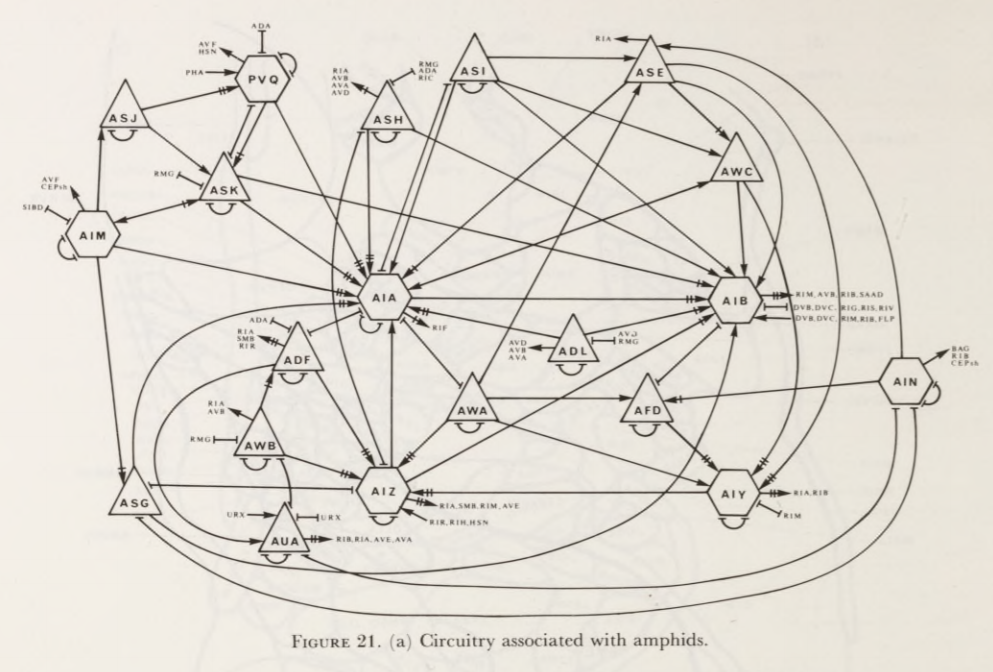 ADA
AVF
HSN
PHA
PVQ
RIA
AVB
AVA
AVD
RMG
ADA
RIC
ASI
RIA
ASE
ASJ
ASH
AWC
RMG
ASK
AVF
CEPsh
SIBD
AIM
AIA
AIB
RIM, AVB, RIB, SAAD
DVB, DVC, RIG, RIS, RIV
DVB, DVC, RIM, RIB, FLP
RIF
ADA
RIA
SMB
RIR
ADF
AVD
AVB
AVA
ADL
RMG
BAG
RIB
CEPsh
AIN
RIA
AVB
RMG
AWB
AWA
AFD
ASG
AIZ
RIA, SMB, RIM, AVE
RIR, RIH, HSN
AIY
RIA, RIB
RIM
URX
URX
AUA
RIB, RIA, AVE, AVA
FIGURE 21. (a) Circuitry associated with amphids.